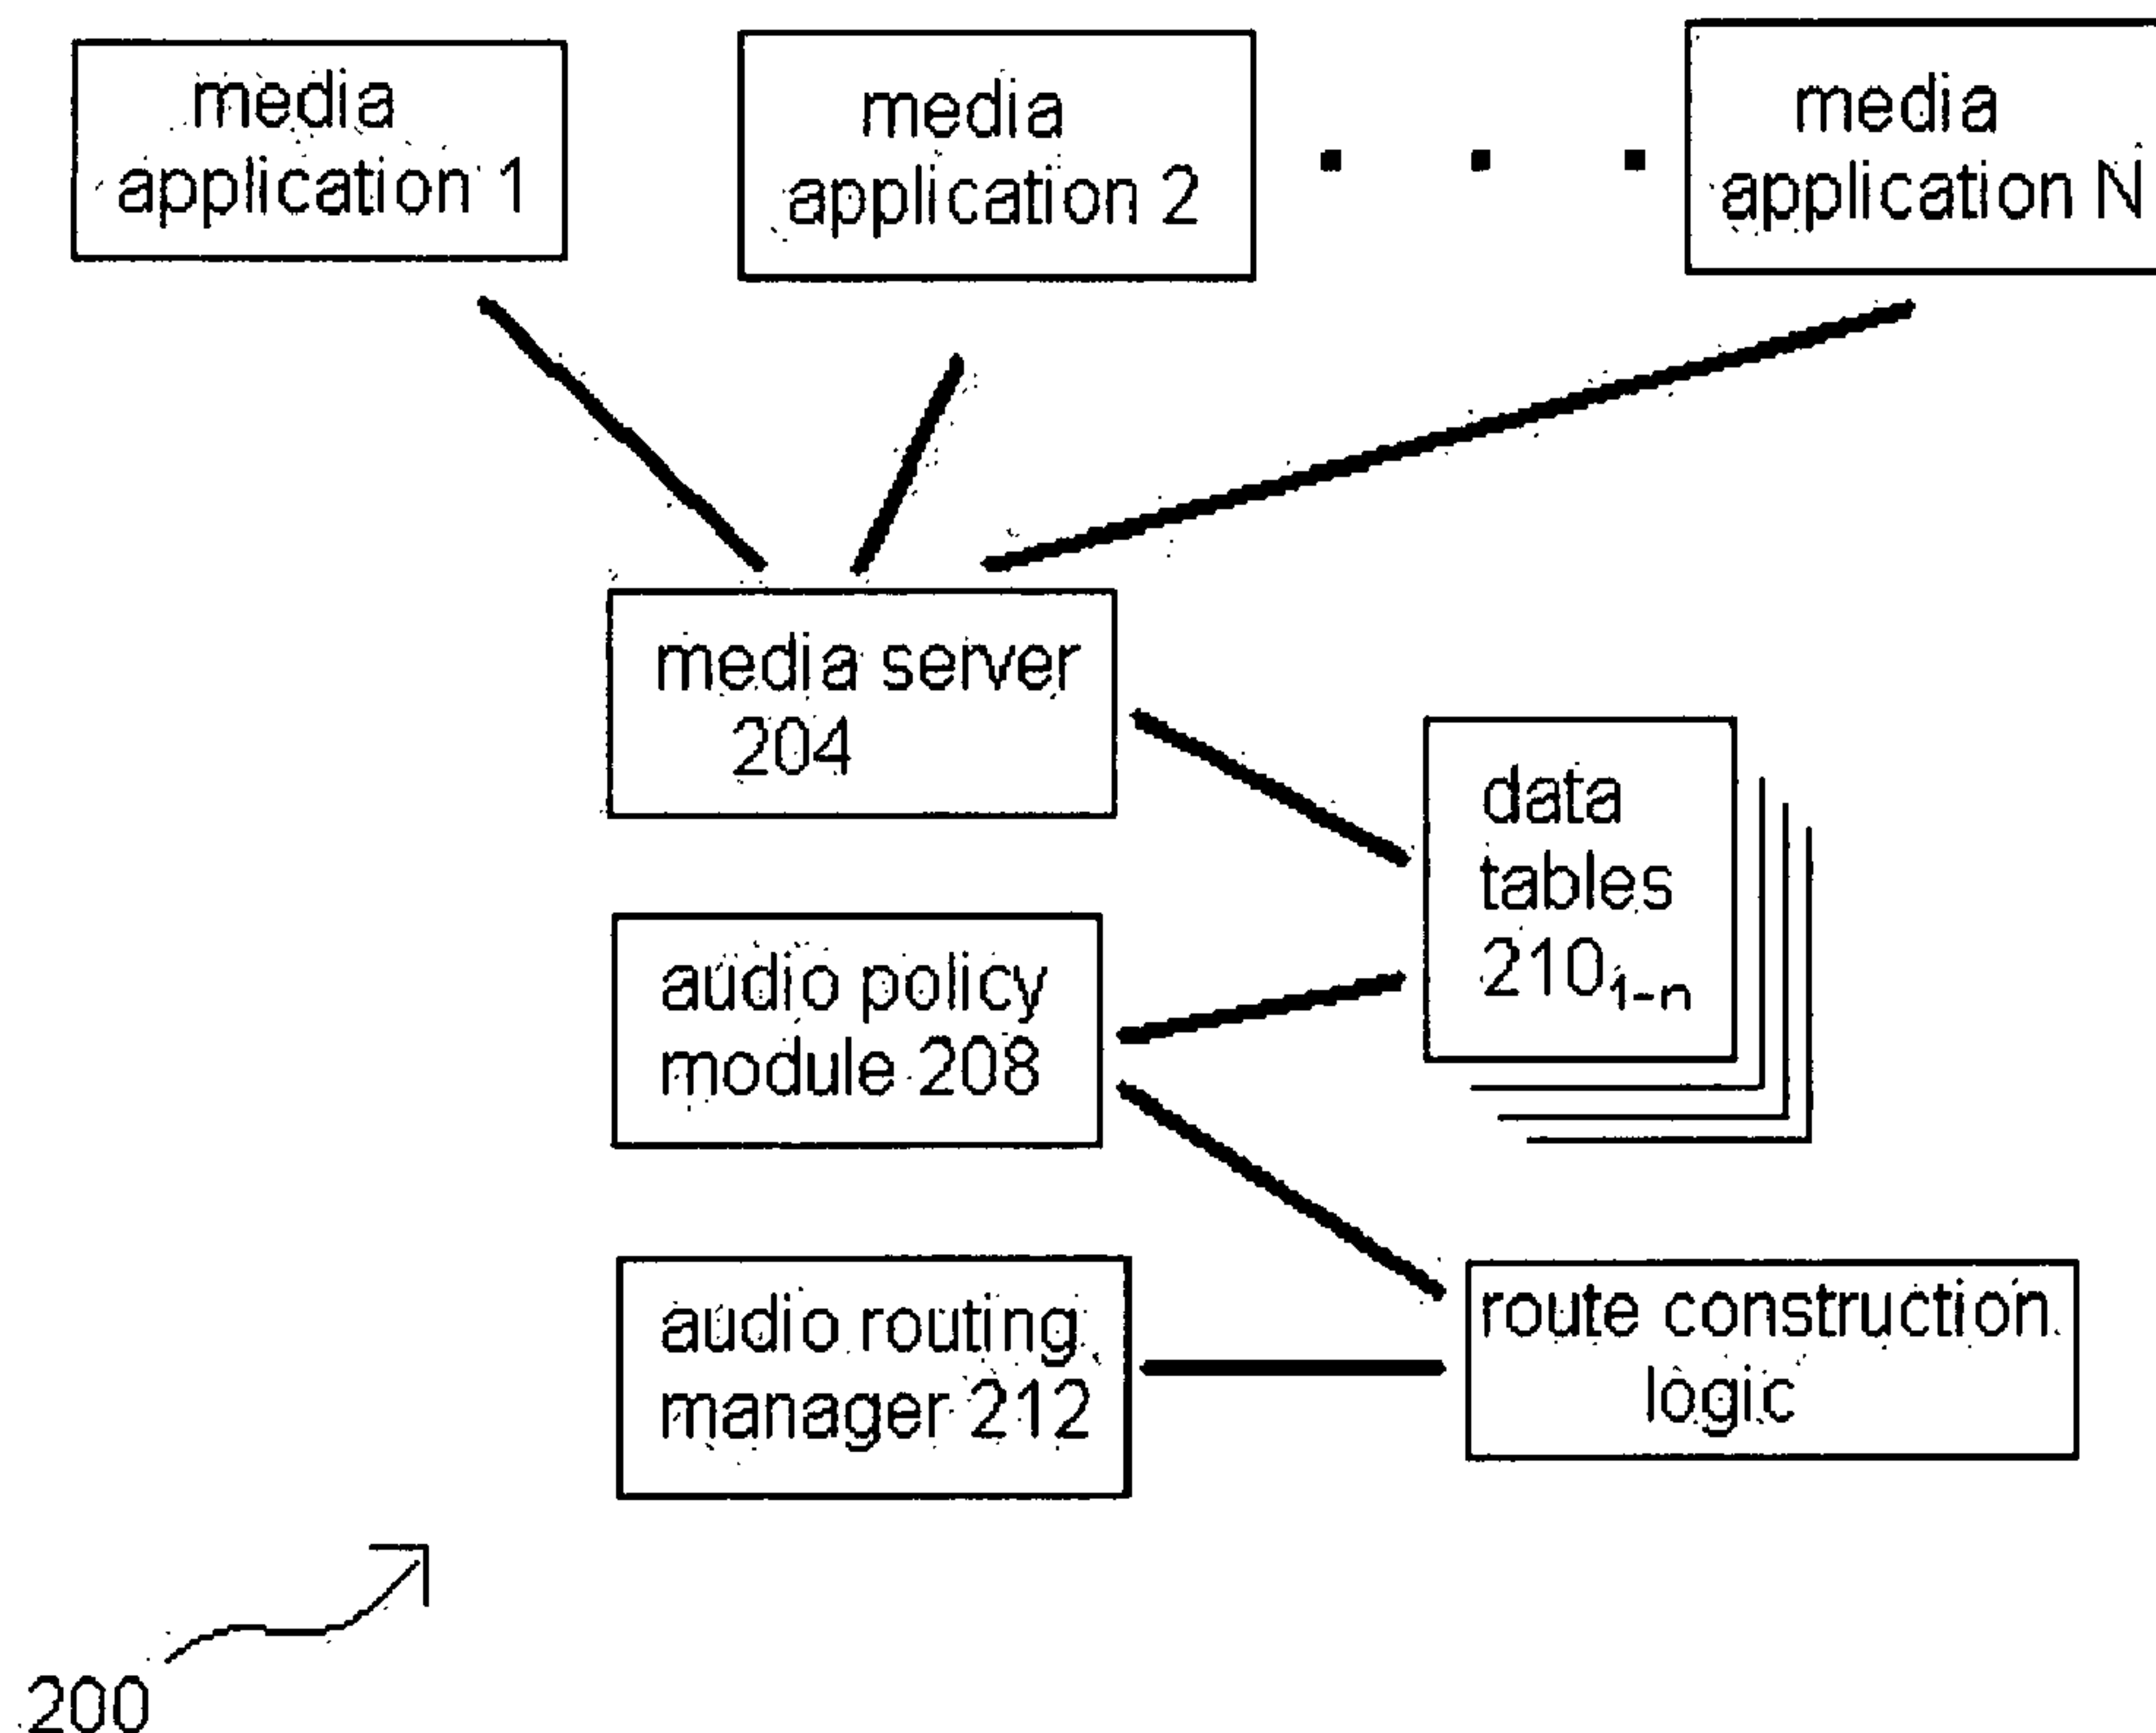 media
application 1
media
application 2
. . .
media
application N
media server
204
data
tables
210₁₋ₙ
audio policy
module 208
audio routing
manager 212
route construction
logic
200